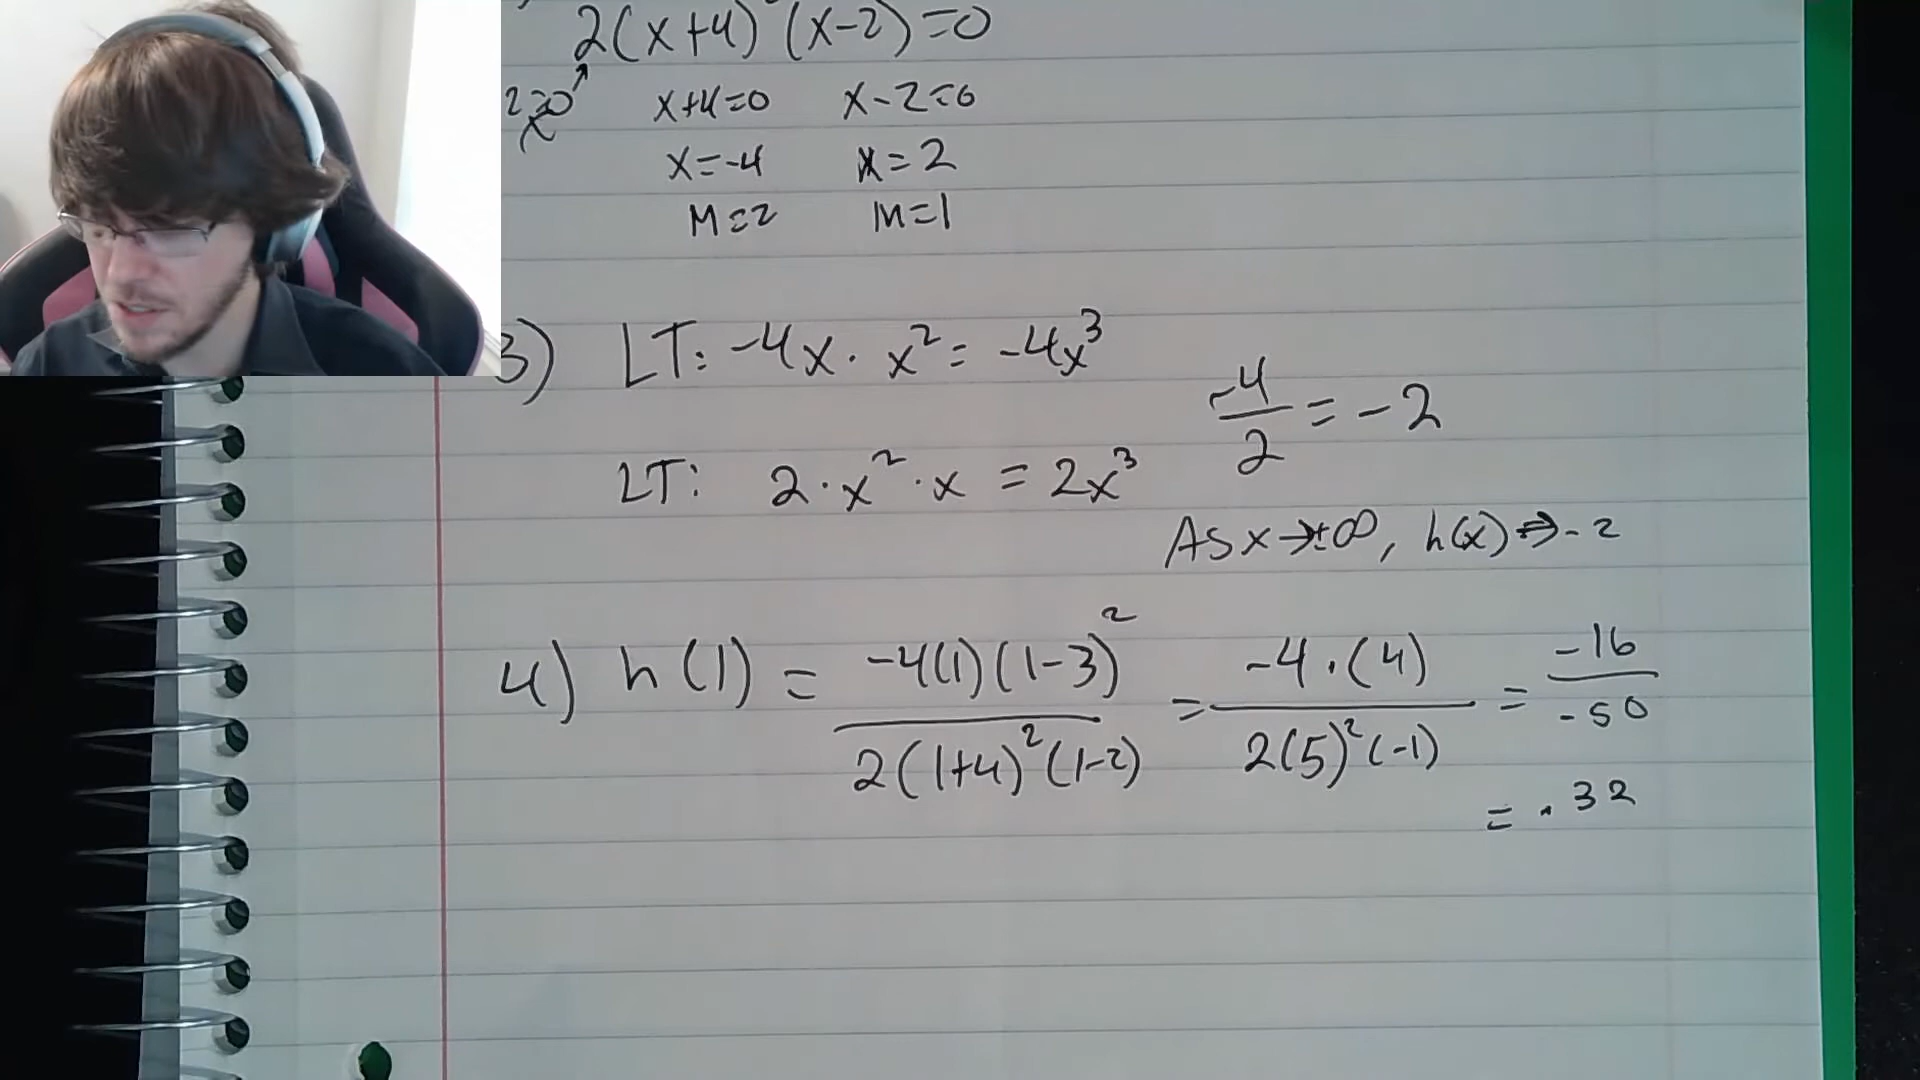 2(x+4)²(x-2)=0
2≠0 x+4=0 x-2=0
x=-4 x=2
M=2 M=1
3) LT: -4x · x² = -4x³
-4/2 = -2
LT: 2 · x² · x = 2x³
As x→±∞, h(x)→-2
4) h(1) = -4(1)(1-3)² / 2(1+4)²(1-2) = -4·(4) / 2(5)²(-1) = -16 / -50
= .32